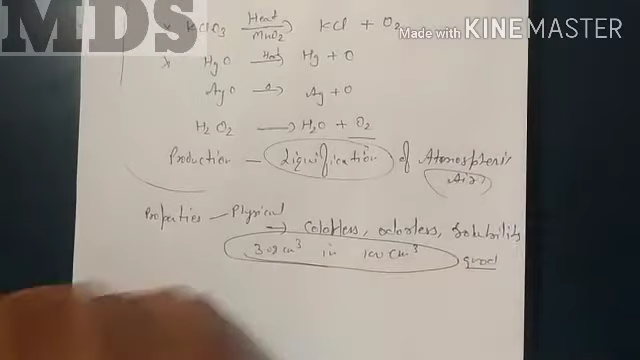 MDS
Made with KINEMASTER
* KClO3 Heat/MnO2 → KCl + O2
* HgO Heat → Hg + O
AgO Δ → Ag + O
H2O2 → H2O + O2
Production - Liquification of Atomospheric
Air
Properties - Physical
→ Colorless, odorless, Solubility
3.08 cm3 in 100 cm3 good